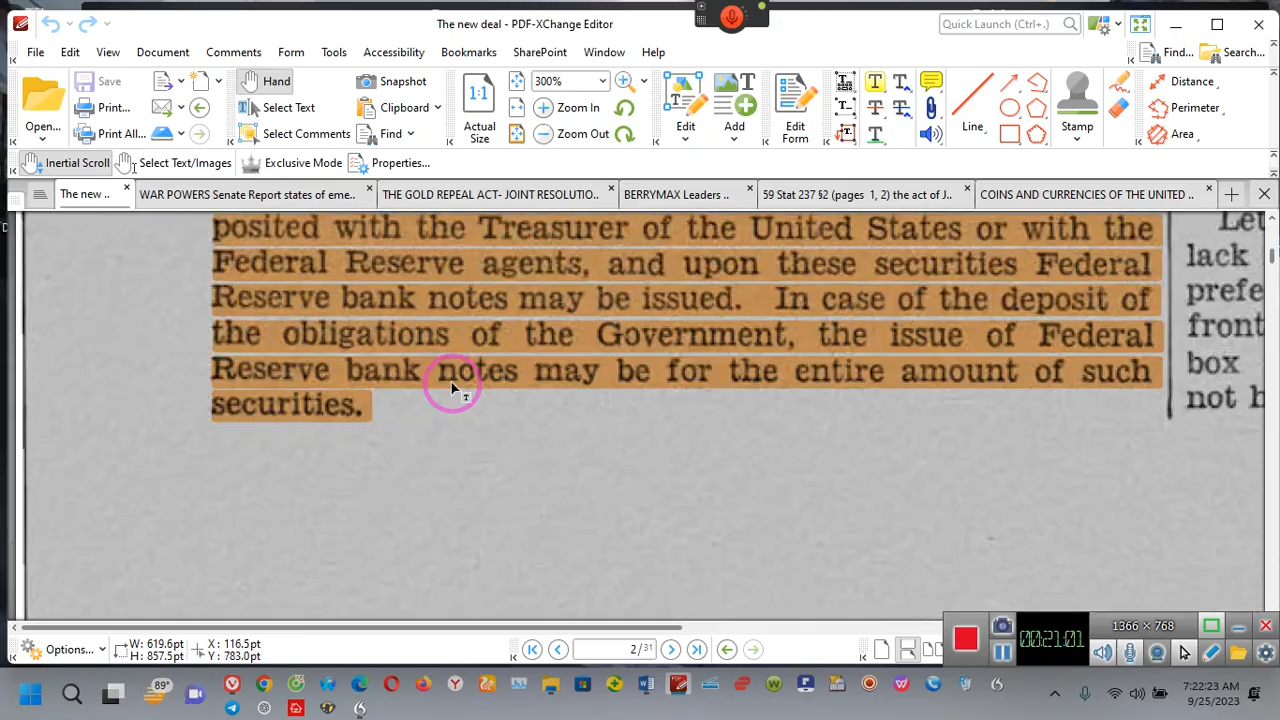 The new deal - PDF-XChange Editor
Quick Launch (Ctrl+.)
File Edit View Document Comments Form Tools Accessibility Bookmarks SharePoint Window Help
Find...
Search...
Open...
Save
Print...
Print All...
Hand
Select Text
Select Comments
Snapshot
Clipboard
Find
1:1
Actual Size
300%
Zoom In
Zoom Out
Edit
Add
Edit Form
Line
Stamp
Distance
Perimeter
Area
Inertial Scroll
Select Text/Images
Exclusive Mode
Properties...
The new ..
WAR POWERS Senate Report states of eme...
THE GOLD REPEAL ACT- JOINT RESOLUTIO...
BERRYMAX Leaders ..
59 Stat 237 §2 (pages 1, 2) the act of J...
COINS AND CURRENCIES OF THE UNITED ..
posited with the Treasurer of the United States or with the
Federal Reserve agents, and upon these securities Federal
Reserve bank notes may be issued. In case of the deposit of
the obligations of the Government, the issue of Federal
Reserve bank notes may be for the entire amount of such
securities.
Let
lack
prefe
front
box
not h
Options...
W: 619.6pt
H: 857.5pt
X: 116.5pt
Y: 783.0pt
2 / 31
00:21:01
1366 × 768
89°
7:22:23 AM
9/25/2023